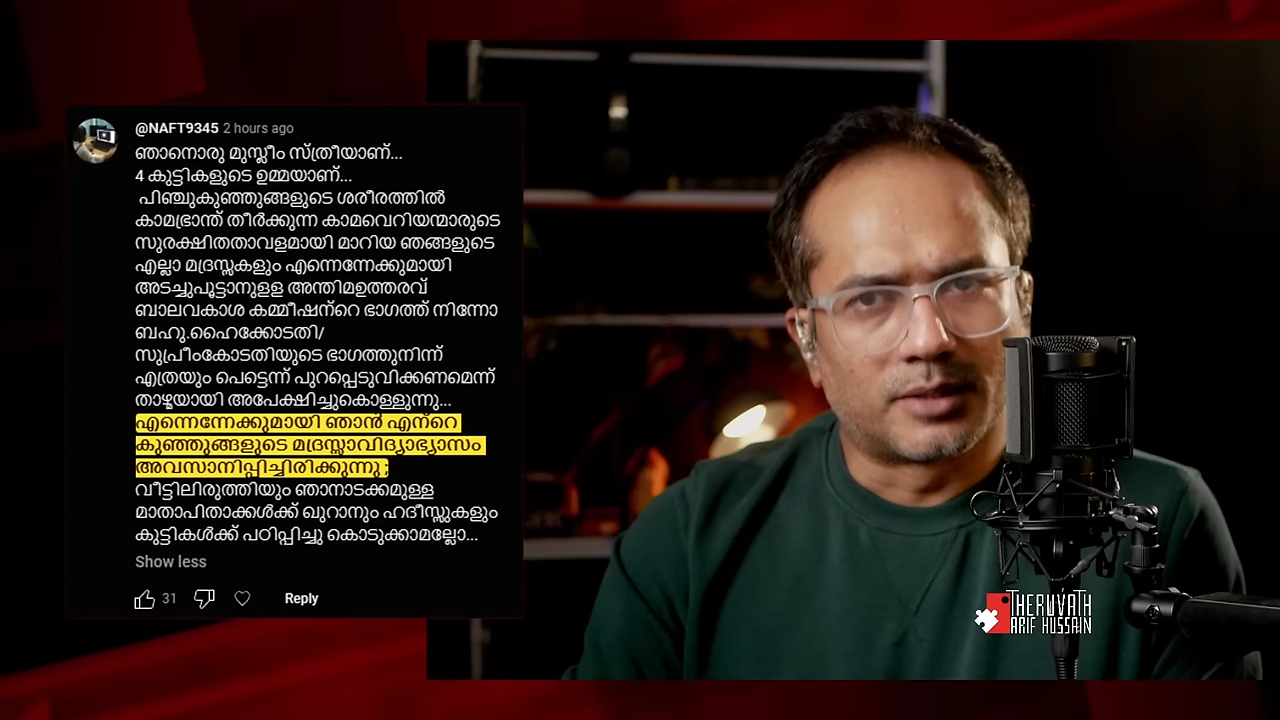 @NAFT9345 2 hours ago
ഞാനൊരു മുസ്ലീം സ്ത്രീയാണ്...
4 കുട്ടികളുടെ ഉമ്മയാണ്...
പിഞ്ചുകുഞ്ഞുങ്ങളുടെ ശരീരത്തിൽ
കാമഭ്രാന്ത് തീർക്കുന്ന കാമവെറിയന്മാരുടെ
സുരക്ഷിതതാവളമായി മാറിയ ഞങ്ങളുടെ
എല്ലാ മദ്രസ്സകളും എന്നെന്നേക്കുമായി
അടച്ചുപൂട്ടാനുളള അന്തിമഉത്തരവ്
ബാലവകാശ കമ്മീഷന്റെ ഭാഗത്ത് നിന്നോ
ബഹു.ഹൈക്കോടതി/
സുപ്രീംകോടതിയുടെ ഭാഗത്തുനിന്ന്
എത്രയും പെട്ടെന്ന് പുറപ്പെടുവിക്കണമെന്ന്
താഴ്മയായി അപേക്ഷിച്ചുകൊള്ളുന്നു...
എന്നെന്നേക്കുമായി ഞാൻ എന്റെ
കുഞ്ഞുങ്ങളുടെ മദ്രസ്സാവിദ്യാഭ്യാസം
അവസാനിപ്പിച്ചിരിക്കുന്നു ;
വീട്ടിലിരുത്തിയും ഞാനാടക്കമുള്ള
മാതാപിതാക്കൾക്ക് ഖുറാനും ഹദീസ്സുകളും
കുട്ടികൾക്ക് പഠിപ്പിച്ചു കൊടുക്കാമല്ലോ...
Show less
31 Reply
THERUVATH
ARIF HUSSAIN